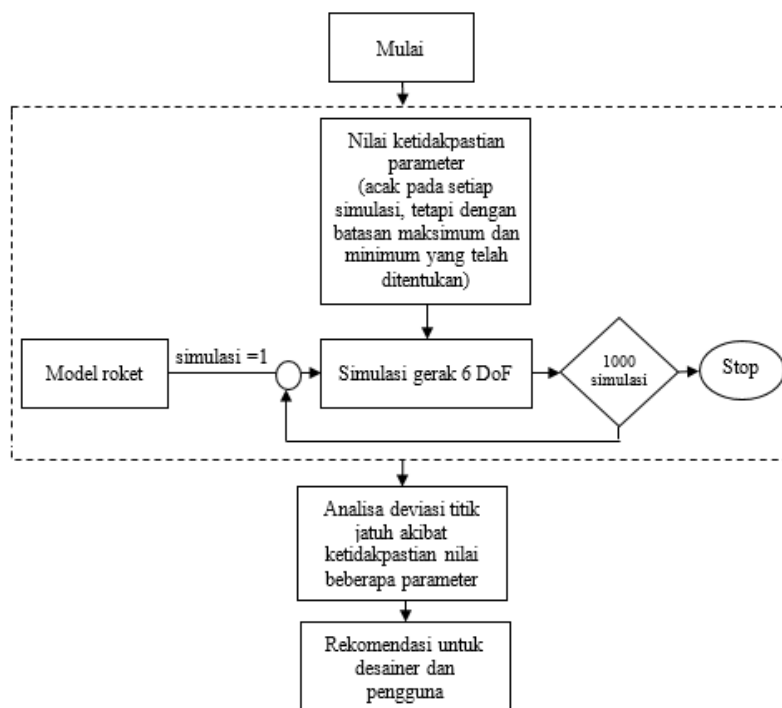 Mulai
Nilai ketidakpastian
parameter
(acak pada setiap
simulasi, tetapi dengan
batasan maksimum dan
minimum yang telah
ditentukan)
Model roket
simulasi =1
Simulasi gerak 6 DoF
1000
simulasi
Stop
Analisa deviasi titik
jatuh akibat
ketidakpastian nilai
beberapa parameter
Rekomendasi untuk
desainer dan
pengguna